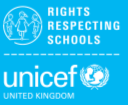 RIGHTS
RESPECTING
SCHOOLS
unicef
UNITED KINGDOM